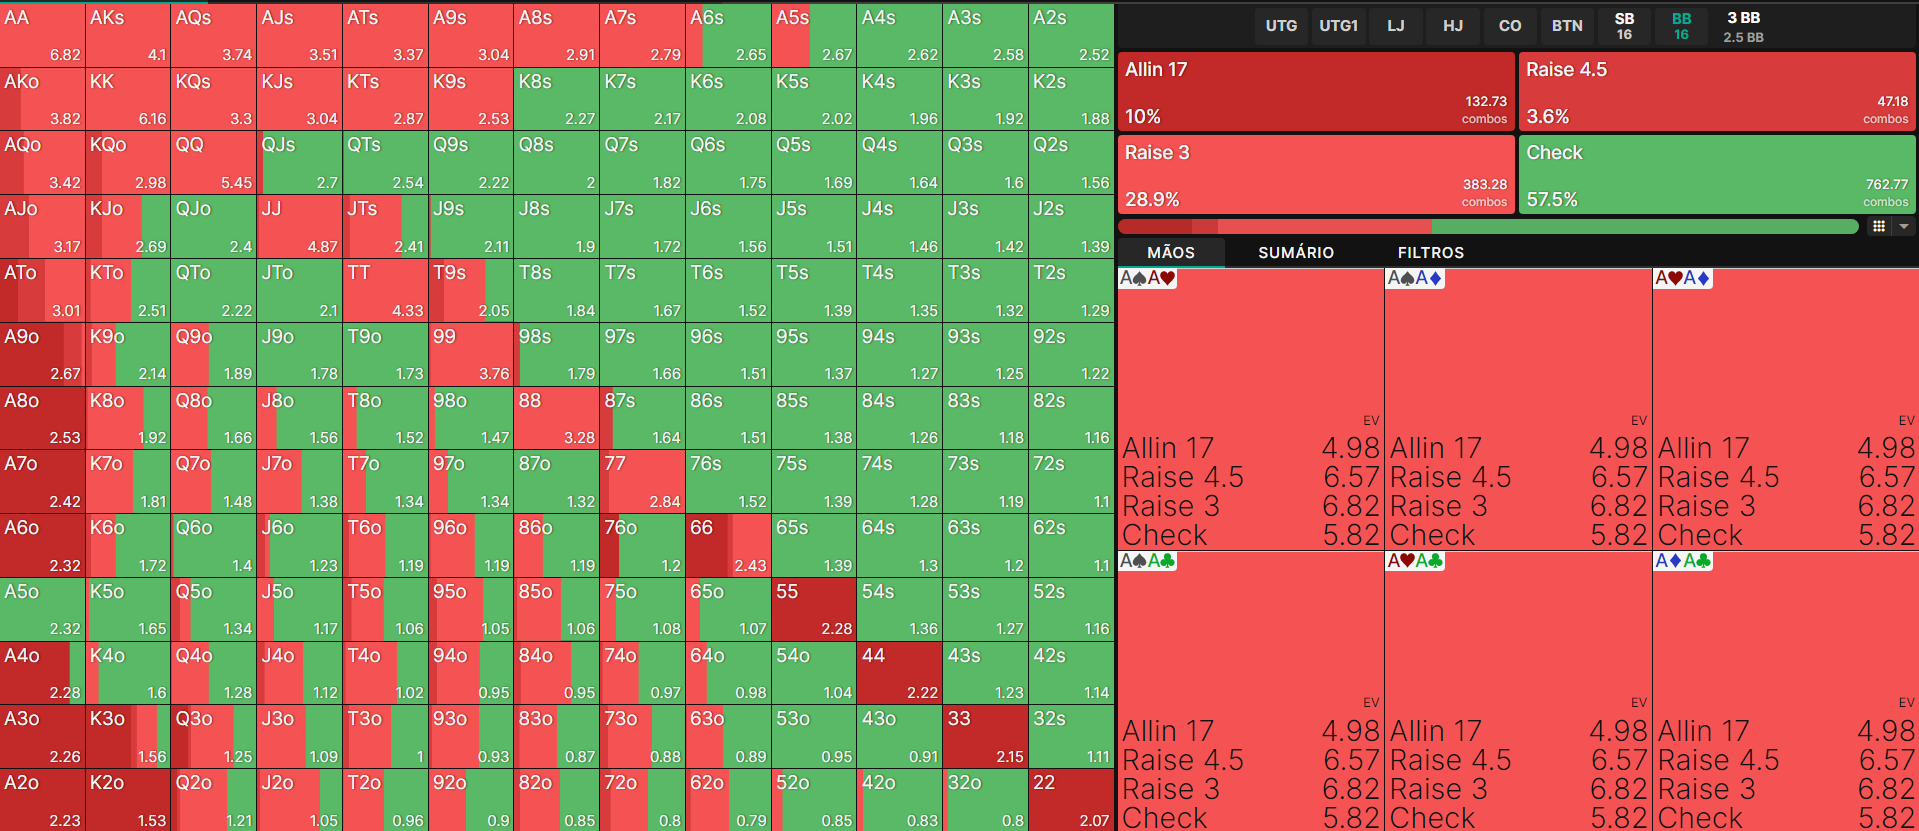 AA AKs AQs AJs ATs A9s A8s A7s A6s A5s A4s A3s A2s
6.82 4.1 3.74 3.51 3.37 3.04 2.91 2.79 2.65 2.67 2.62 2.58 2.52
AKo KK KQs KJs KTs K9s K8s K7s K6s K5s K4s K3s K2s
3.82 6.16 3.3 3.04 2.87 2.53 2.27 2.17 2.08 2.02 1.96 1.92 1.88
AQo KQo QQ QJs QTs Q9s Q8s Q7s Q6s Q5s Q4s Q3s Q2s
3.42 2.98 5.45 2.7 2.54 2.22 2 1.82 1.75 1.69 1.64 1.6 1.56
AJo KJo QJo JJ JTs J9s J8s J7s J6s J5s J4s J3s J2s
3.17 2.69 2.4 4.87 2.41 2.11 1.9 1.72 1.56 1.51 1.46 1.42 1.39
ATo KTo QTo JTo TT T9s T8s T7s T6s T5s T4s T3s T2s
3.01 2.51 2.22 2.1 4.33 2.05 1.84 1.67 1.52 1.39 1.35 1.32 1.29
A9o K9o Q9o J9o T9o 99 98s 97s 96s 95s 94s 93s 92s
2.67 2.14 1.89 1.78 1.73 3.76 1.79 1.66 1.51 1.37 1.27 1.25 1.22
A8o K8o Q8o J8o T8o 98o 88 87s 86s 85s 84s 83s 82s
2.53 1.92 1.66 1.56 1.52 1.47 3.28 1.64 1.51 1.38 1.26 1.18 1.16
A7o K7o Q7o J7o T7o 97o 87o 77 76s 75s 74s 73s 72s
2.42 1.81 1.48 1.38 1.34 1.34 1.32 2.84 1.52 1.39 1.28 1.19 1.1
A6o K6o Q6o J6o T6o 96o 86o 76o 66 65s 64s 63s 62s
2.32 1.72 1.4 1.23 1.19 1.19 1.19 1.2 2.43 1.39 1.3 1.2 1.1
A5o K5o Q5o J5o T5o 95o 85o 75o 65o 55 54s 53s 52s
2.32 1.65 1.34 1.17 1.06 1.05 1.06 1.08 1.07 2.28 1.36 1.27 1.16
A4o K4o Q4o J4o T4o 94o 84o 74o 64o 54o 44 43s 42s
2.28 1.6 1.28 1.12 1.02 0.95 0.95 0.97 0.98 1.04 2.22 1.23 1.14
A3o K3o Q3o J3o T3o 93o 83o 73o 63o 53o 43o 33 32s
2.26 1.56 1.25 1.09 1 0.93 0.87 0.88 0.89 0.95 0.91 2.15 1.11
A2o K2o Q2o J2o T2o 92o 82o 72o 62o 52o 42o 32o 22
2.23 1.53 1.21 1.05 0.96 0.9 0.85 0.8 0.79 0.85 0.83 0.8 2.07
UTG UTG1 LJ HJ CO BTN SB BB 3 BB
16 16 2.5 BB
Allin 17 Raise 4.5
132.73 47.18
10% combos 3.6% combos
Raise 3 Check
383.28 762.77
28.9% combos 57.5% combos
MÃOS SUMÁRIO FILTROS
A♠A♥ A♠A♦ A♥A♦
EV EV EV
Allin 17 4.98 Allin 17 4.98 Allin 17 4.98
Raise 4.5 6.57 Raise 4.5 6.57 Raise 4.5 6.57
Raise 3 6.82 Raise 3 6.82 Raise 3 6.82
Check 5.82 Check 5.82 Check 5.82
A♠A♣ A♥A♣ A♦A♣
EV EV EV
Allin 17 4.98 Allin 17 4.98 Allin 17 4.98
Raise 4.5 6.57 Raise 4.5 6.57 Raise 4.5 6.57
Raise 3 6.82 Raise 3 6.82 Raise 3 6.82
Check 5.82 Check 5.82 Check 5.82